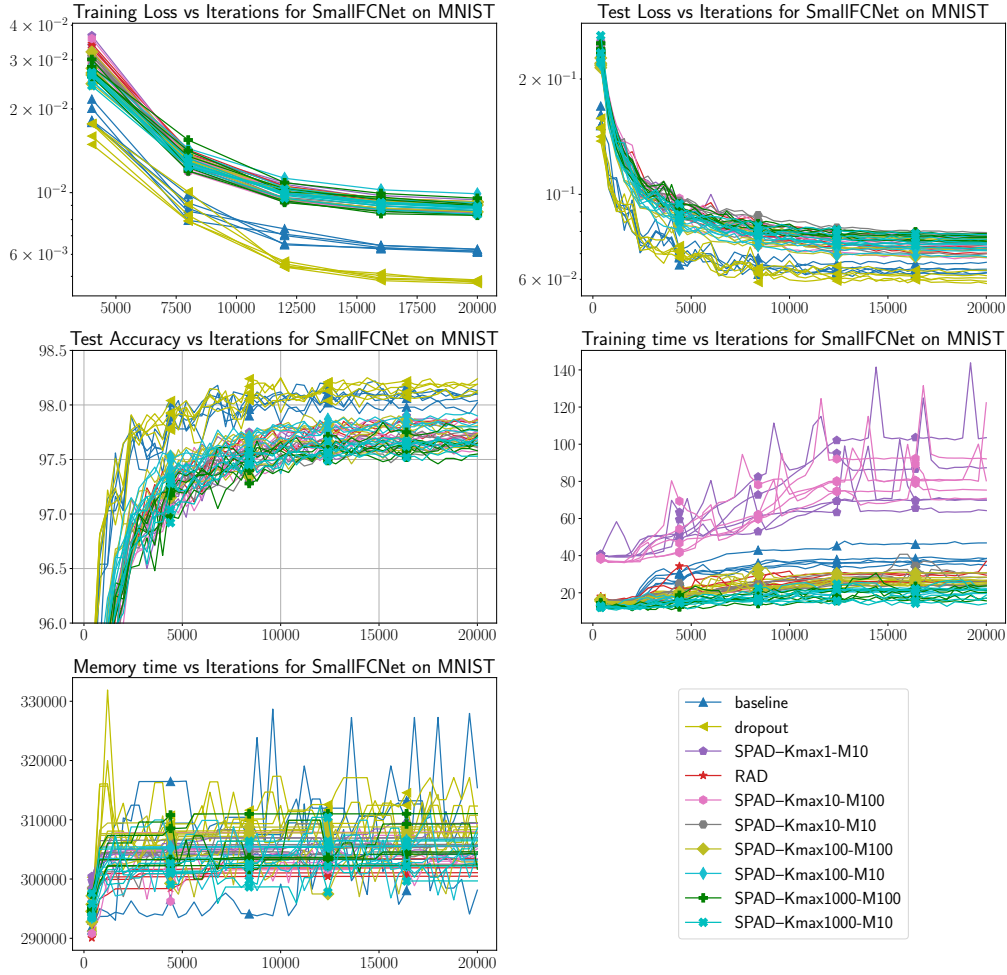 Training Loss vs Iterations for SmallFCNet on MNIST
4 × 10⁻²
3 × 10⁻²
2 × 10⁻²
10⁻²
6 × 10⁻³
5000 7500 10000 12500 15000 17500 20000
Test Loss vs Iterations for SmallFCNet on MNIST
2 × 10⁻¹
10⁻¹
6 × 10⁻²
0 5000 10000 15000 20000
Test Accuracy vs Iterations for SmallFCNet on MNIST
98.5
98.0
97.5
97.0
96.5
96.0
0 5000 10000 15000 20000
Training time vs Iterations for SmallFCNet on MNIST
140
120
100
80
60
40
20
0 5000 10000 15000 20000
Memory time vs Iterations for SmallFCNet on MNIST
330000
320000
310000
300000
290000
0 5000 10000 15000 20000
baseline
dropout
SPAD–Kmax1-M10
RAD
SPAD–Kmax10-M100
SPAD–Kmax10-M10
SPAD–Kmax100-M100
SPAD–Kmax100-M10
SPAD–Kmax1000-M100
SPAD–Kmax1000-M10